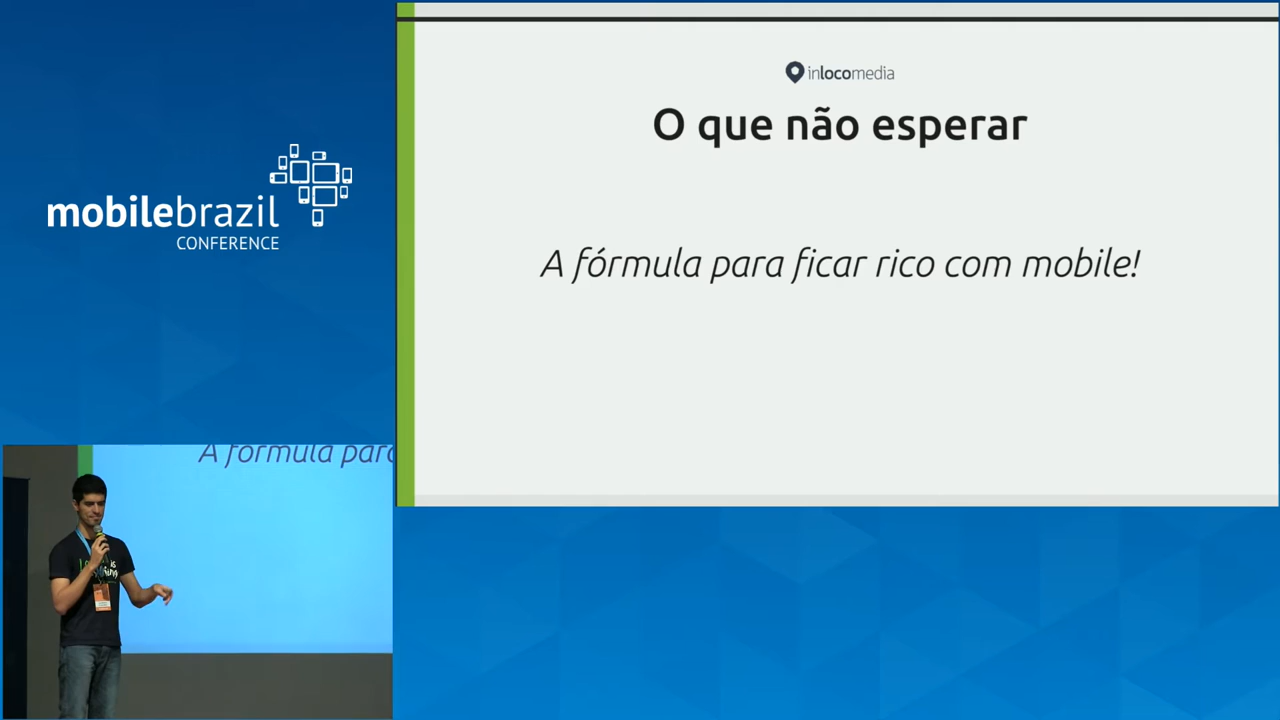 mobilebrazil
CONFERENCE
inlocomedia
O que não esperar
A fórmula para ficar rico com mobile!
A fórmula para